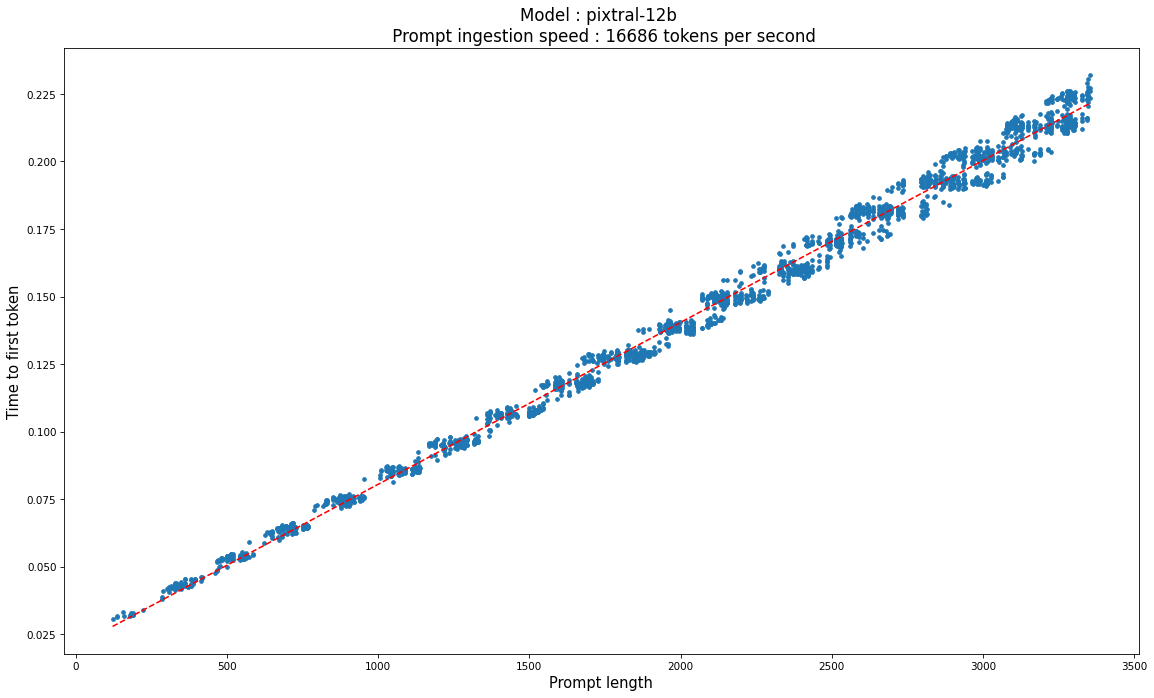 Model : pixtral-12b
Prompt ingestion speed : 16686 tokens per second
Time to first token
0.225
0.200
0.175
0.150
0.125
0.100
0.075
0.050
0.025
0 500 1000 1500 2000 2500 3000 3500
Prompt length